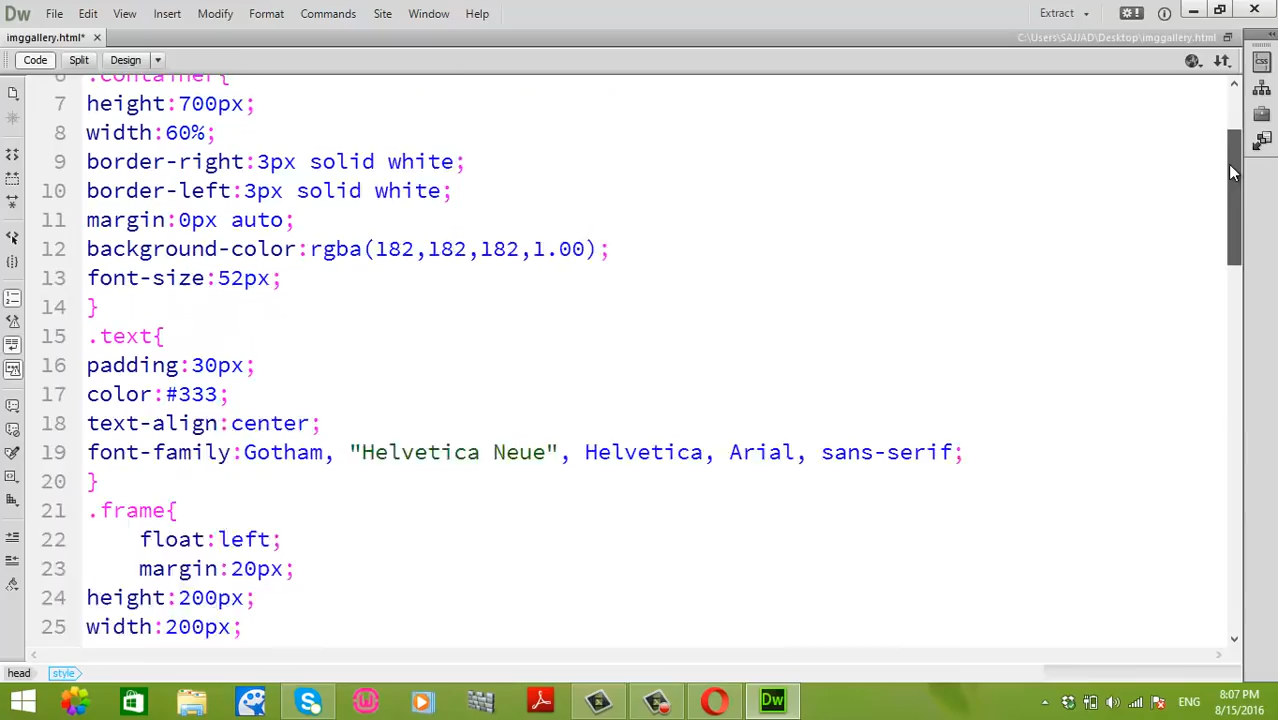 Dw File Edit View Insert Modify Format Commands Site Window Help Extract
imggallery.html* × C:\Users\SAJJAD\Desktop\imggallery.html
Code Split Design
6 .container{
7 height:700px;
8 width:60%;
9 border-right:3px solid white;
10 border-left:3px solid white;
11 margin:0px auto;
12 background-color:rgba(182,182,182,1.00);
13 font-size:52px;
14 }
15 .text{
16 padding:30px;
17 color:#333;
18 text-align:center;
19 font-family:Gotham, "Helvetica Neue", Helvetica, Arial, sans-serif;
20 }
21 .frame{
22 float:left;
23 margin:20px;
24 height:200px;
25 width:200px;
head style
Dw ENG 8:07 PM
8/15/2016